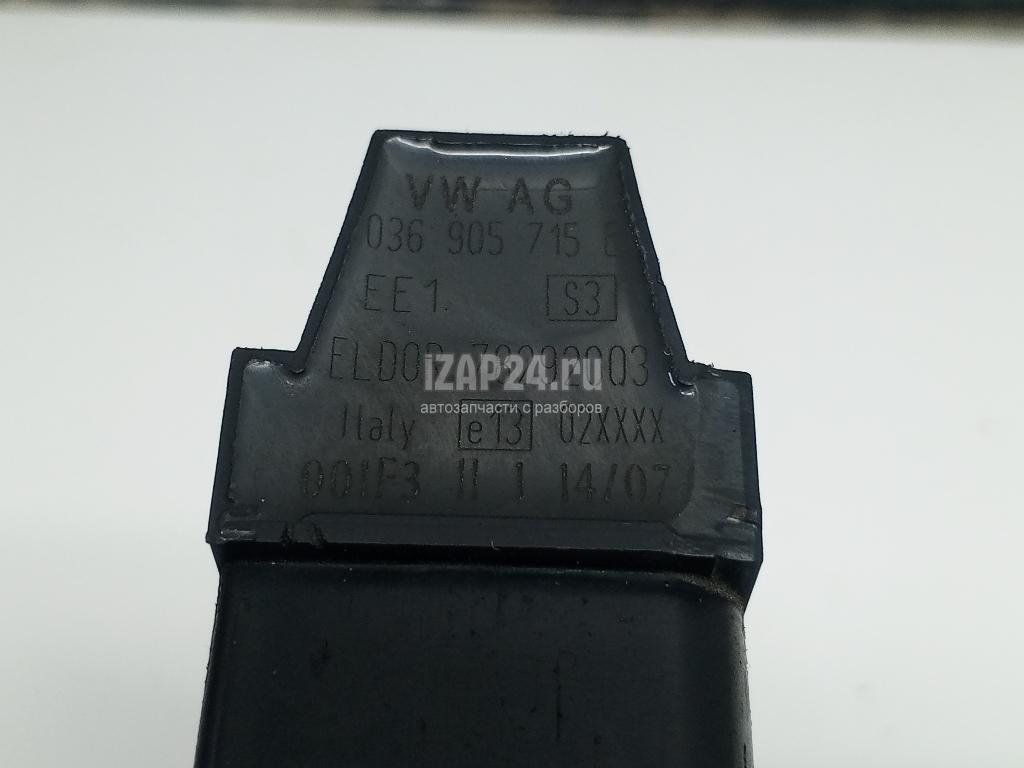 VW AG
036 905 715
EE1.
S3
ELDOR
iZAP24.ru
автозапчасти с разборов
Italy e13 02XXXX
001F3 II 1 14/07